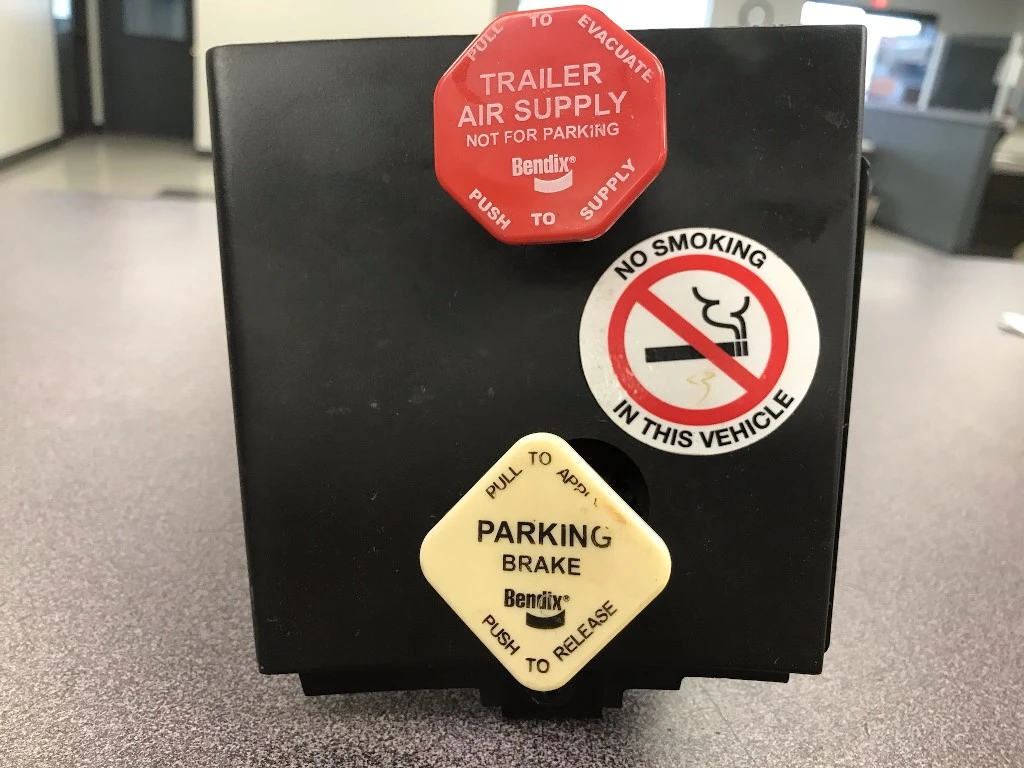 PULL TO EVACUATE
TRAILER
AIR SUPPLY
NOT FOR PARKING
Bendix®
PUSH TO SUPPLY
NO SMOKING
IN THIS VEHICLE
PULL TO APPL
PARKING
BRAKE
Bendix®
PUSH TO RELEASE